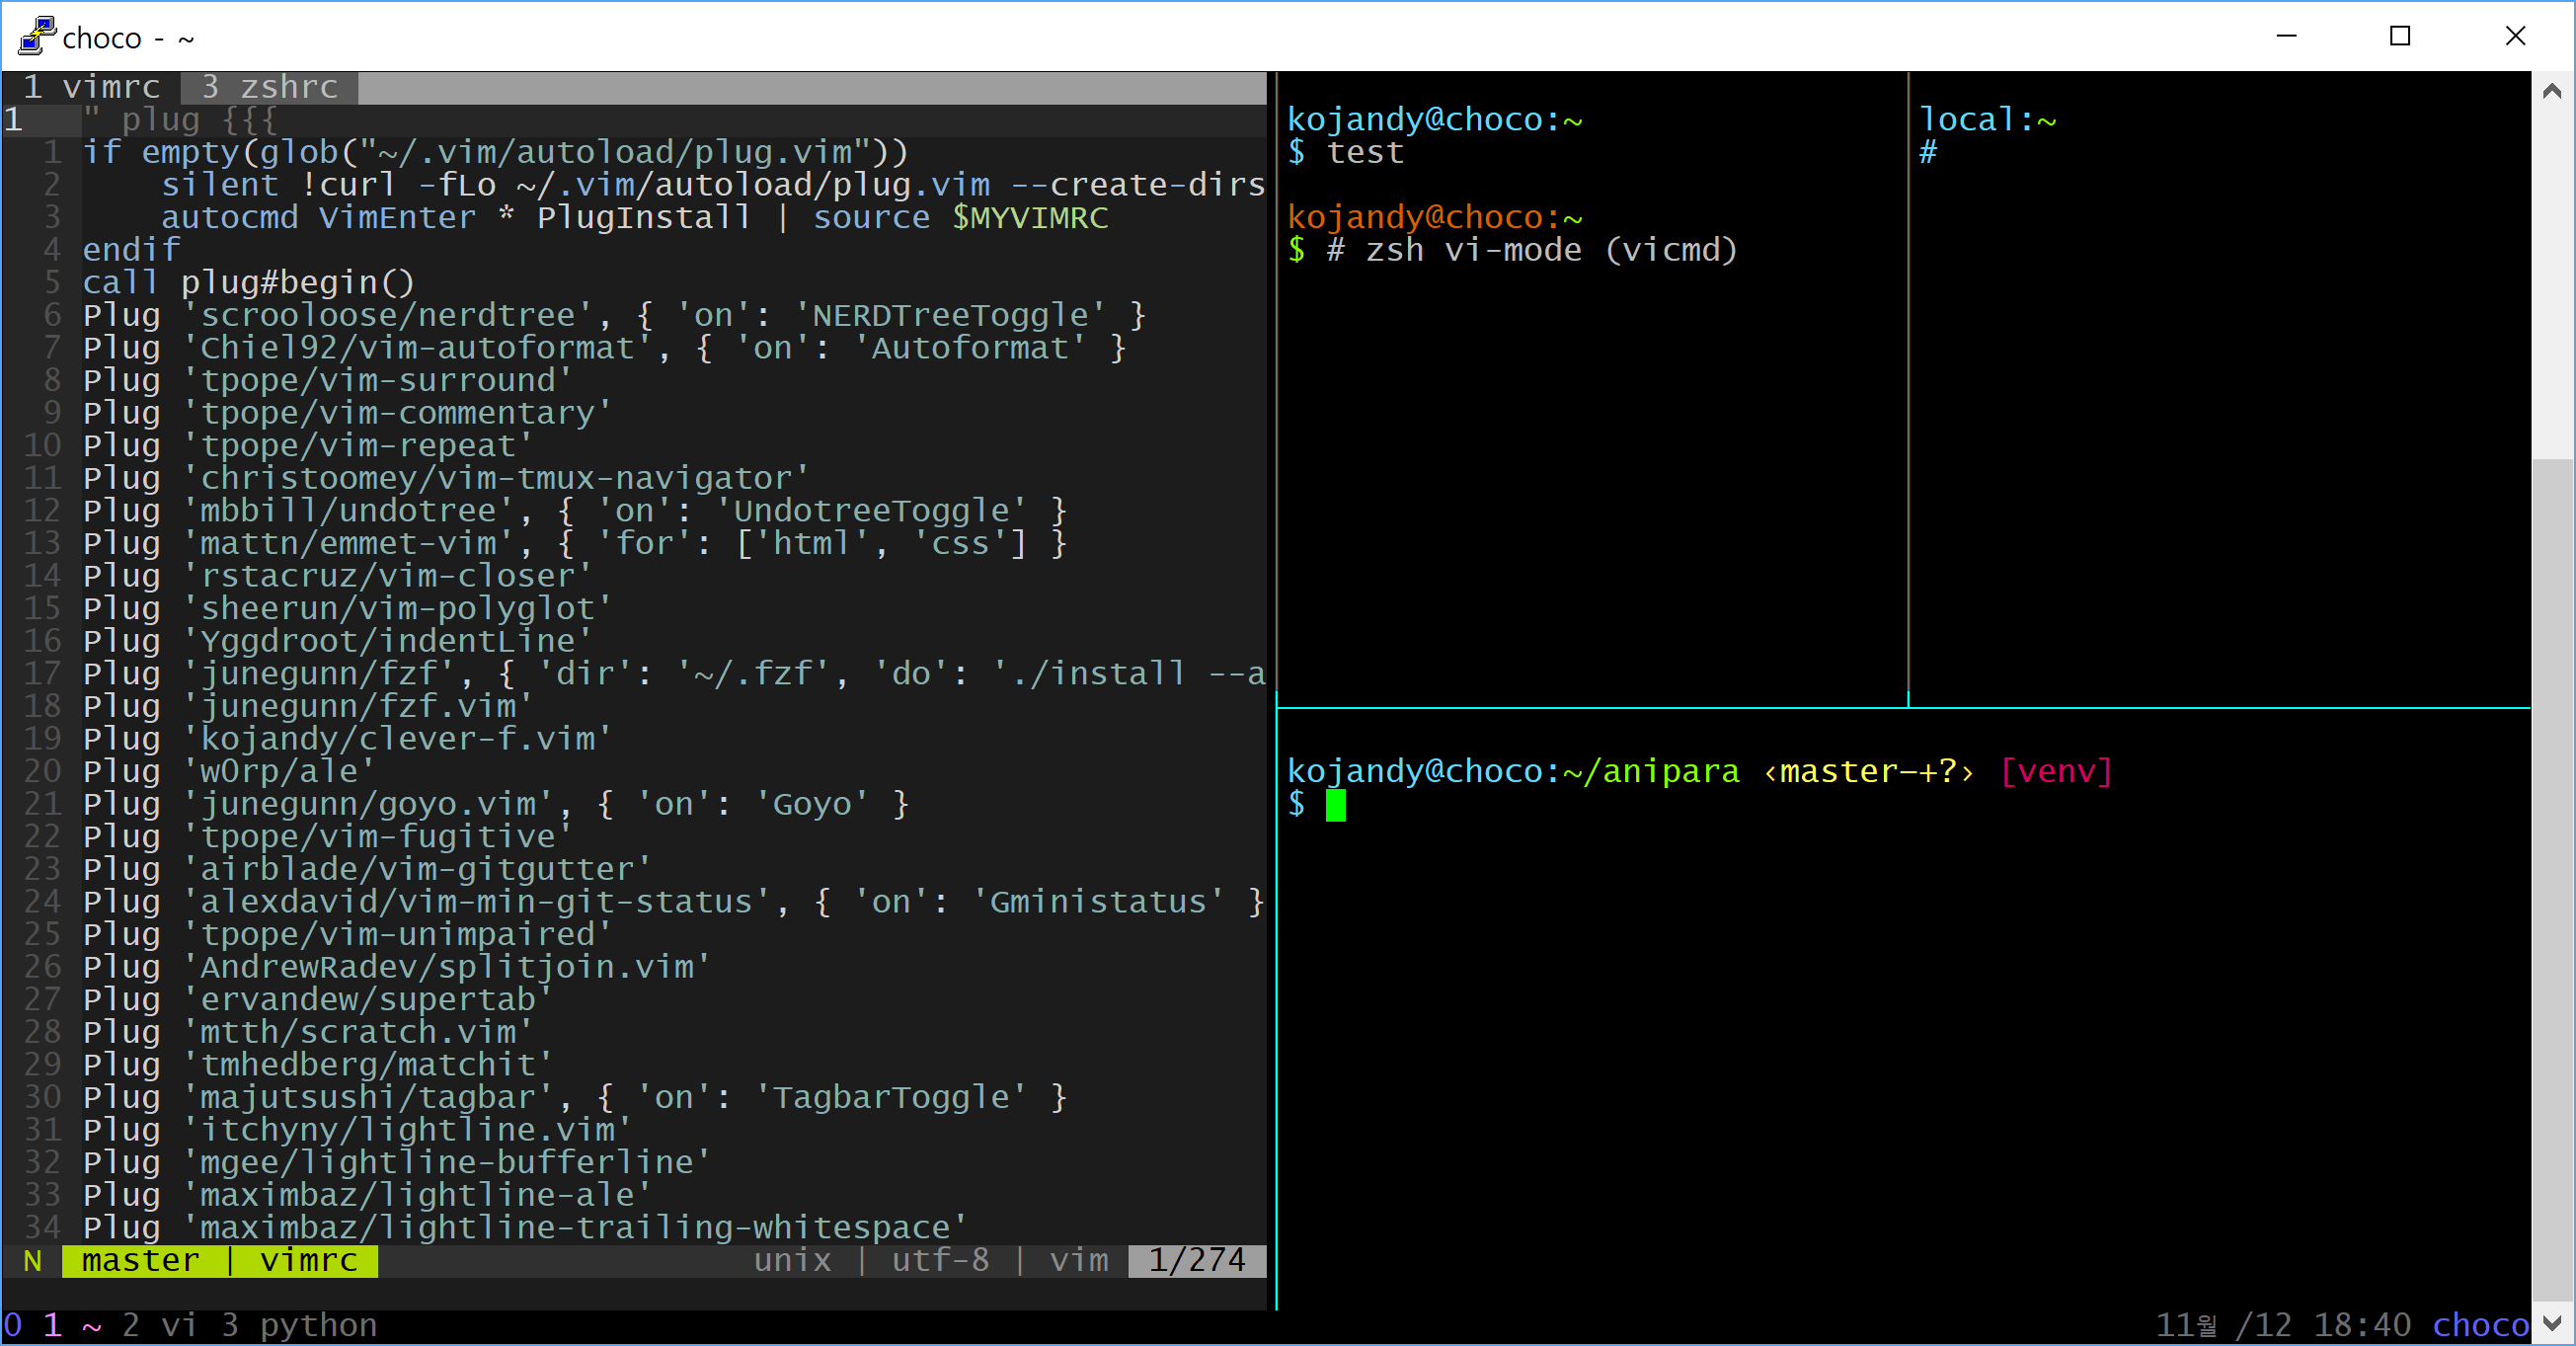 choco - ~
1 vimrc 3 zshrc
1 " plug {{{
1 if empty(glob("~/.vim/autoload/plug.vim"))
2 silent !curl -fLo ~/.vim/autoload/plug.vim --create-dirs
3 autocmd VimEnter * PlugInstall | source $MYVIMRC
4 endif
5 call plug#begin()
6 Plug 'scrooloose/nerdtree', { 'on': 'NERDTreeToggle' }
7 Plug 'Chiel92/vim-autoformat', { 'on': 'Autoformat' }
8 Plug 'tpope/vim-surround'
9 Plug 'tpope/vim-commentary'
10 Plug 'tpope/vim-repeat'
11 Plug 'christoomey/vim-tmux-navigator'
12 Plug 'mbbill/undotree', { 'on': 'UndotreeToggle' }
13 Plug 'mattn/emmet-vim', { 'for': ['html', 'css'] }
14 Plug 'rstacruz/vim-closer'
15 Plug 'sheerun/vim-polyglot'
16 Plug 'Yggdroot/indentLine'
17 Plug 'junegunn/fzf', { 'dir': '~/.fzf', 'do': './install --a
18 Plug 'junegunn/fzf.vim'
19 Plug 'kojandy/clever-f.vim'
20 Plug 'w0rp/ale'
21 Plug 'junegunn/goyo.vim', { 'on': 'Goyo' }
22 Plug 'tpope/vim-fugitive'
23 Plug 'airblade/vim-gitgutter'
24 Plug 'alexdavid/vim-min-git-status', { 'on': 'Gministatus' }
25 Plug 'tpope/vim-unimpaired'
26 Plug 'AndrewRadev/splitjoin.vim'
27 Plug 'ervandew/supertab'
28 Plug 'mtth/scratch.vim'
29 Plug 'tmhedberg/matchit'
30 Plug 'majutsushi/tagbar', { 'on': 'TagbarToggle' }
31 Plug 'itchyny/lightline.vim'
32 Plug 'mgee/lightline-bufferline'
33 Plug 'maximbaz/lightline-ale'
34 Plug 'maximbaz/lightline-trailing-whitespace'
N master | vimrc unix | utf-8 | vim 1/274
kojandy@choco:~
$ test
kojandy@choco:~
$ # zsh vi-mode (vicmd)
local:~
#
kojandy@choco:~/anipara ‹master-+?› [venv]
$
0 1 ~ 2 vi 3 python 11월 /12 18:40 choco